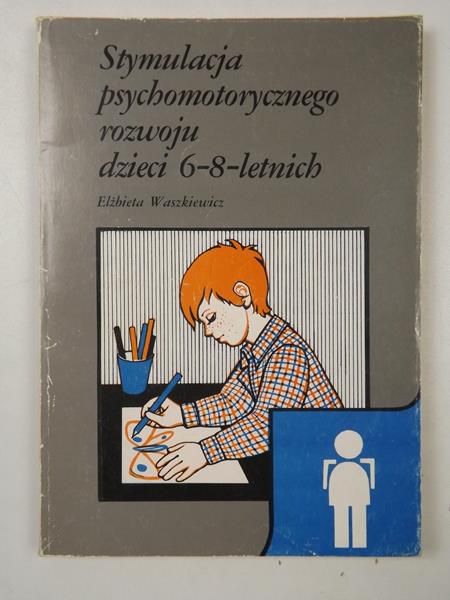 Stymulacja
psychomotorycznego
rozwoju
dzieci 6-8-letnich
Elżbieta Waszkiewicz